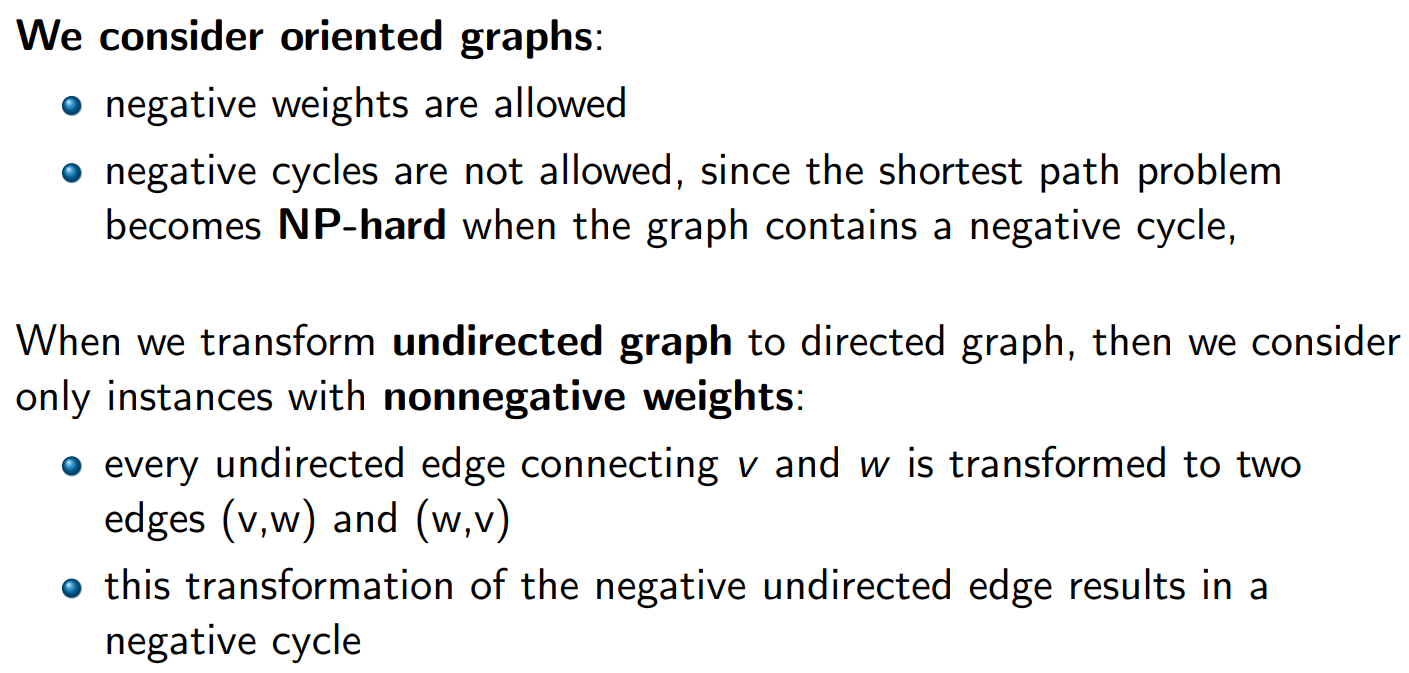 We consider oriented graphs:
negative weights are allowed
negative cycles are not allowed, since the shortest path problem
becomes NP-hard when the graph contains a negative cycle,
When we transform undirected graph to directed graph, then we consider
only instances with nonnegative weights:
every undirected edge connecting v and w is transformed to two
edges (v,w) and (w,v)
this transformation of the negative undirected edge results in a
negative cycle